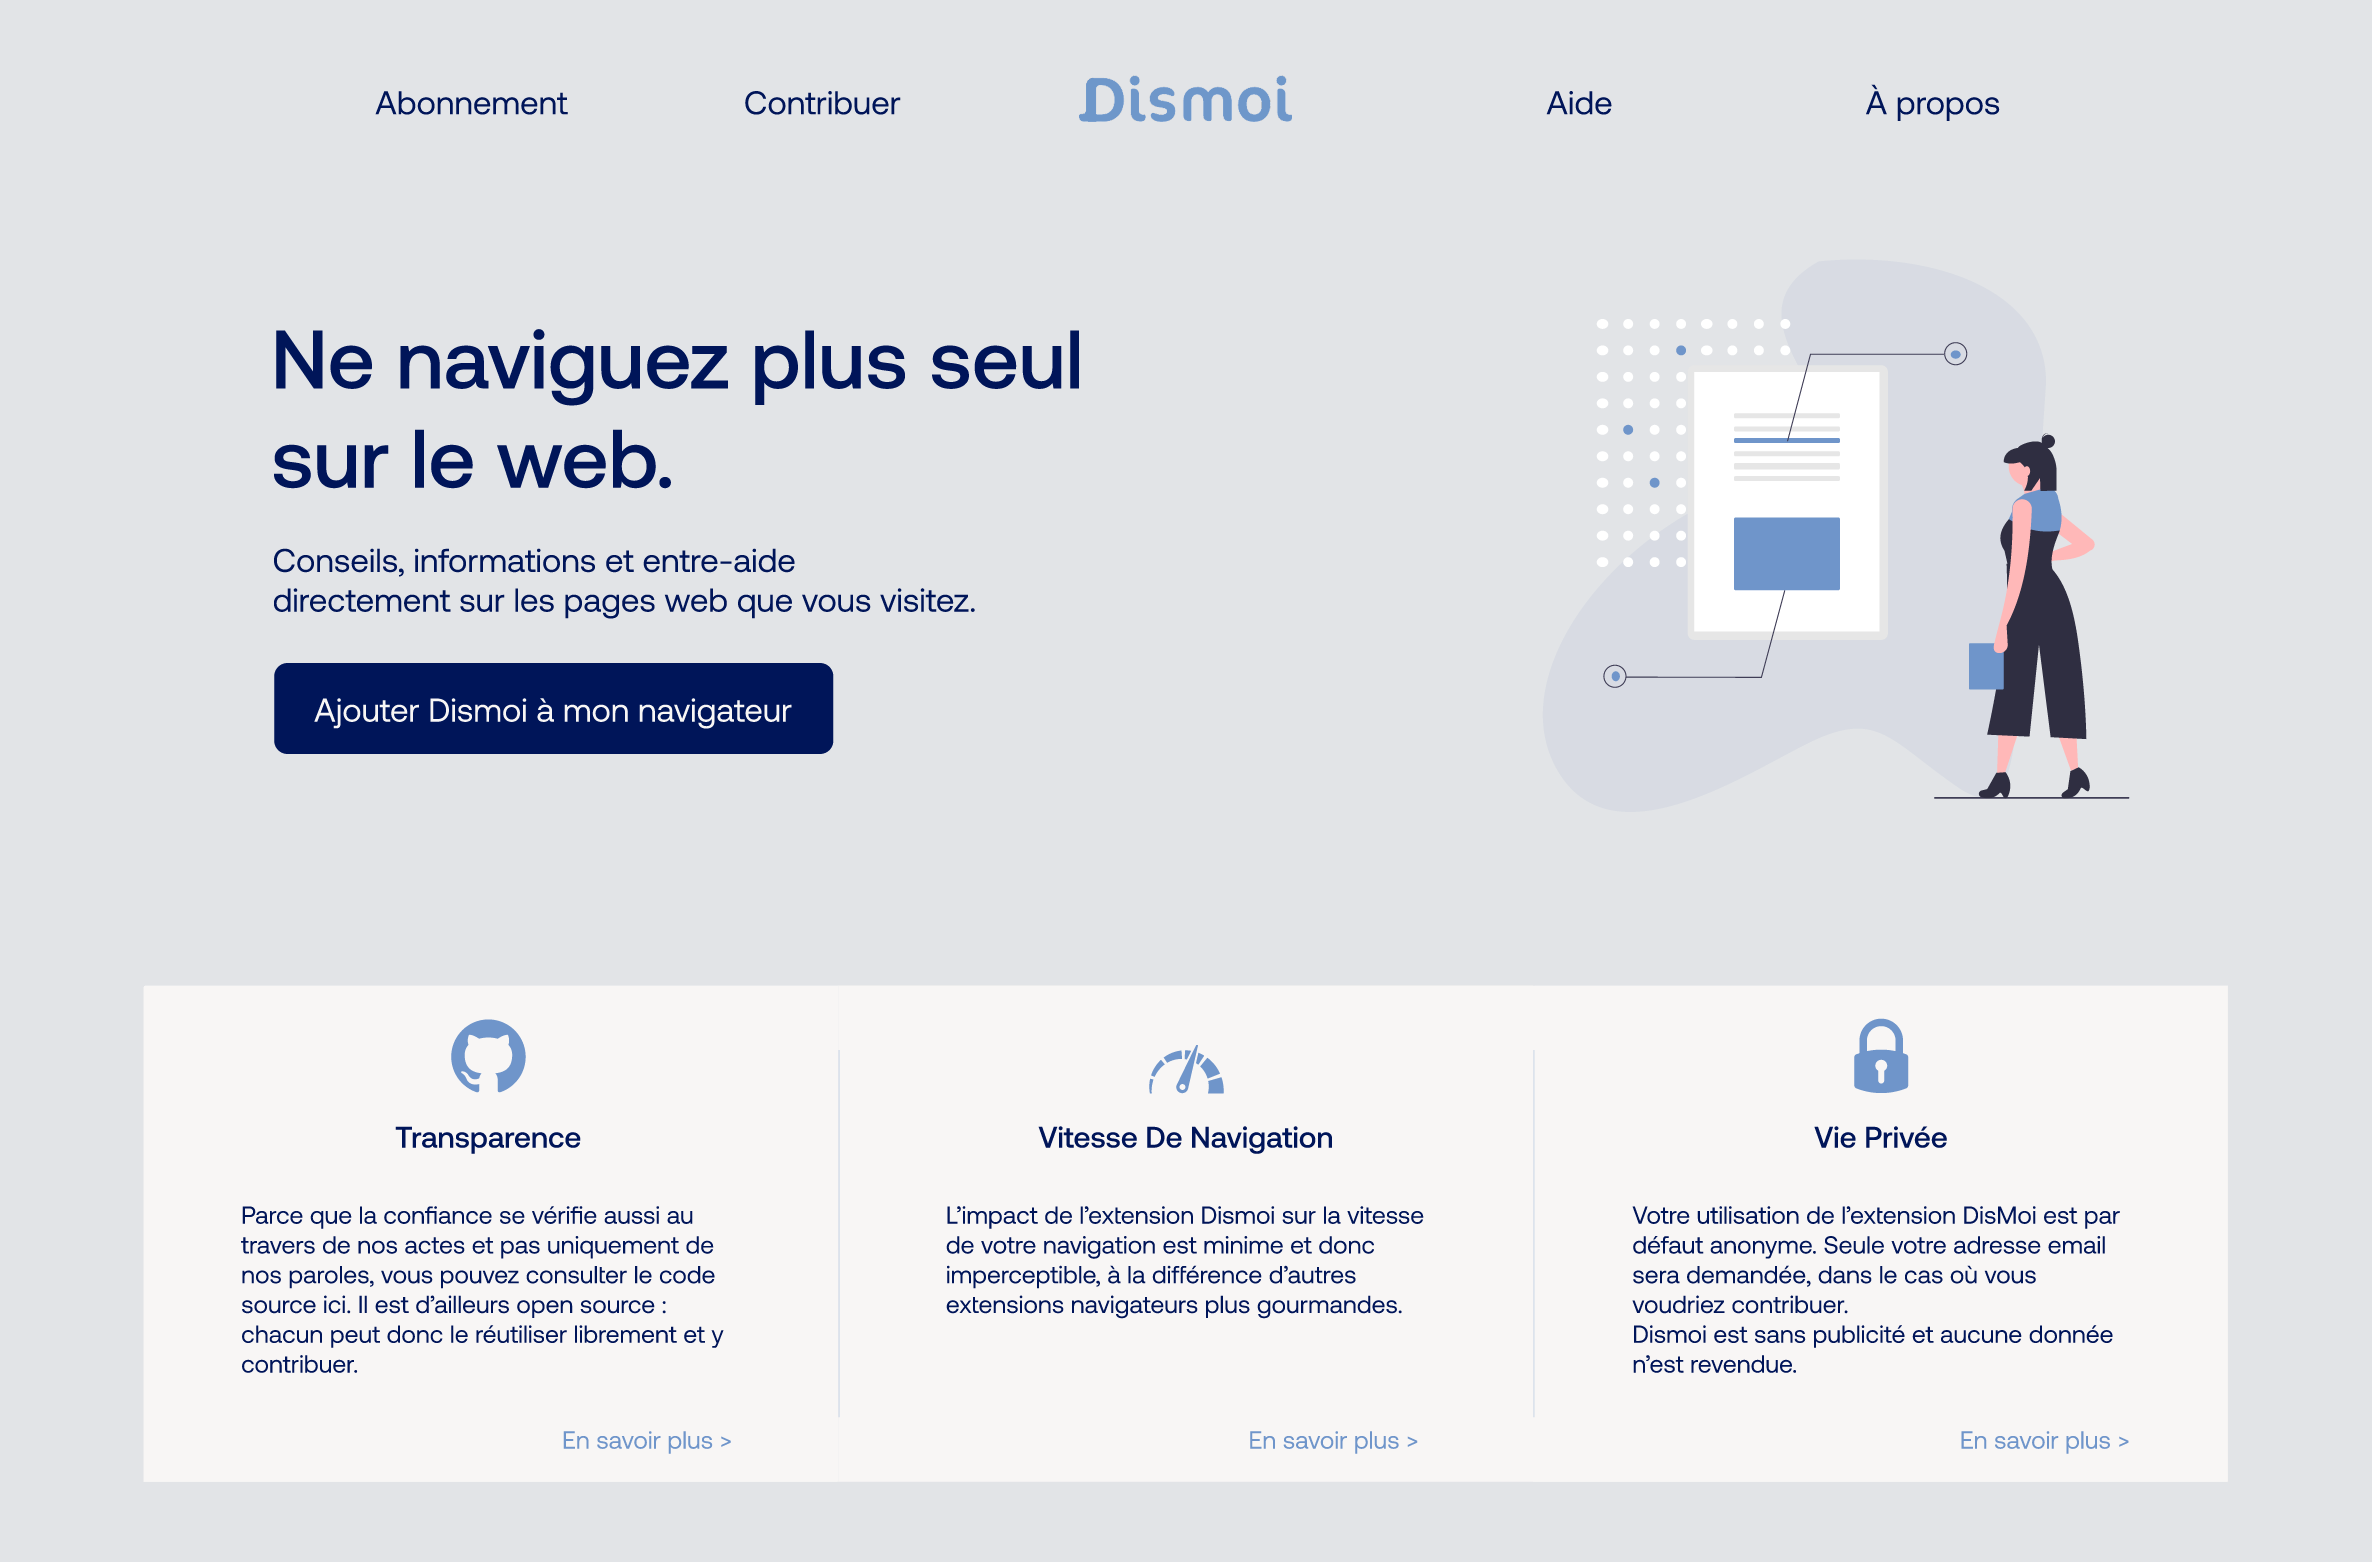 Abonnement
Contribuer
Dismoi
Aide
À propos
Ne naviguez plus seul
sur le web.
Conseils, informations et entre-aide
directement sur les pages web que vous visitez.
Ajouter Dismoi à mon navigateur
Transparence
Parce que la confiance se vérifie aussi au
travers de nos actes et pas uniquement de
nos paroles, vous pouvez consulter le code
source ici. Il est d’ailleurs open source :
chacun peut donc le réutiliser librement et y
contribuer.
En savoir plus >
Vitesse De Navigation
L’impact de l’extension Dismoi sur la vitesse
de votre navigation est minime et donc
imperceptible, à la différence d’autres
extensions navigateurs plus gourmandes.
En savoir plus >
Vie Privée
Votre utilisation de l’extension DisMoi est par
défaut anonyme. Seule votre adresse email
sera demandée, dans le cas où vous
voudriez contribuer.
Dismoi est sans publicité et aucune donnée
n’est revendue.
En savoir plus >